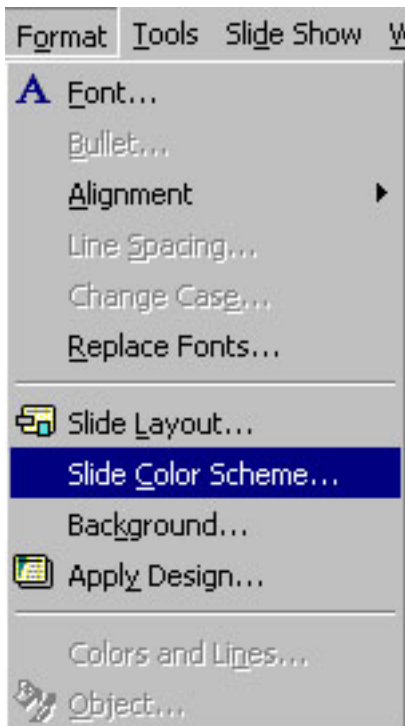 Format Tools Slide Show
Font...
Bullet...
Alignment
Line Spacing...
Change Case...
Replace Fonts...
Slide Layout...
Slide Color Scheme...
Background...
Apply Design...
Colors and Lines...
Object...